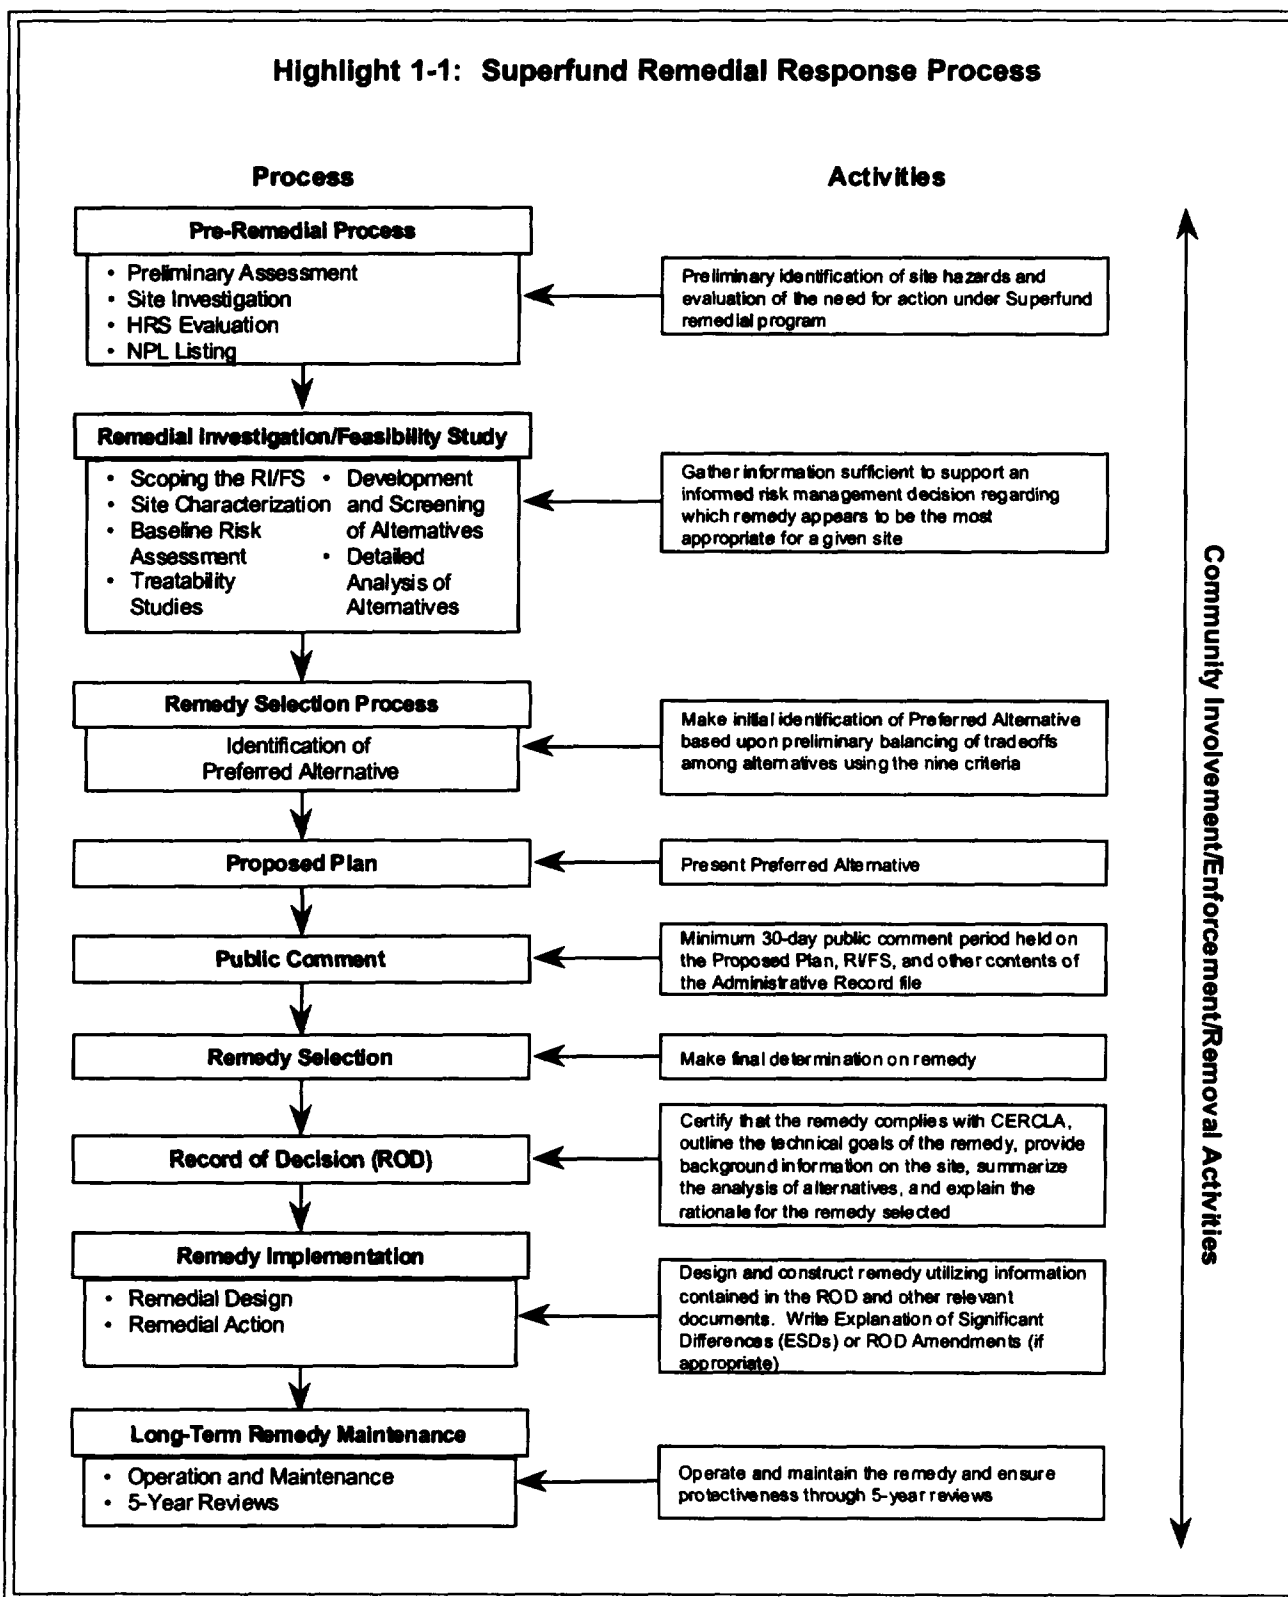 Highlight 1-1: Superfund Remedial Response Process
Process
Activities
Pre-Remedial Process
• Preliminary Assessment
• Site Investigation
• HRS Evaluation
• NPL Listing
Preliminary identification of site hazards and
evaluation of the need for action under Superfund
remedial program
Remedial Investigation/Feasibility Study
• Scoping the RI/FS
• Site Characterization
• Baseline Risk
Assessment
• Treatability
Studies
• Development
and Screening
of Alternatives
• Detailed
Analysis of
Alternatives
Gather information sufficient to support an
informed risk management decision regarding
which remedy appears to be the most
appropriate for a given site
Remedy Selection Process
Identification of
Preferred Alternative
Make initial identification of Preferred Alternative
based upon preliminary balancing of tradeoffs
among alternatives using the nine criteria
Proposed Plan
Present Preferred Alternative
Public Comment
Minimum 30-day public comment period held on
the Proposed Plan, RI/FS, and other contents of
the Administrative Record file
Remedy Selection
Make final determination on remedy
Record of Decision (ROD)
Certify that the remedy complies with CERCLA,
outline the technical goals of the remedy, provide
background information on the site, summarize
the analysis of alternatives, and explain the
rationale for the remedy selected
Remedy Implementation
• Remedial Design
• Remedial Action
Design and construct remedy utilizing information
contained in the ROD and other relevant
documents. Write Explanation of Significant
Differences (ESDs) or ROD Amendments (if
appropriate)
Long-Term Remedy Maintenance
• Operation and Maintenance
• 5-Year Reviews
Operate and maintain the remedy and ensure
protectiveness through 5-year reviews
Community Involvement/Enforcement/Removal Activities